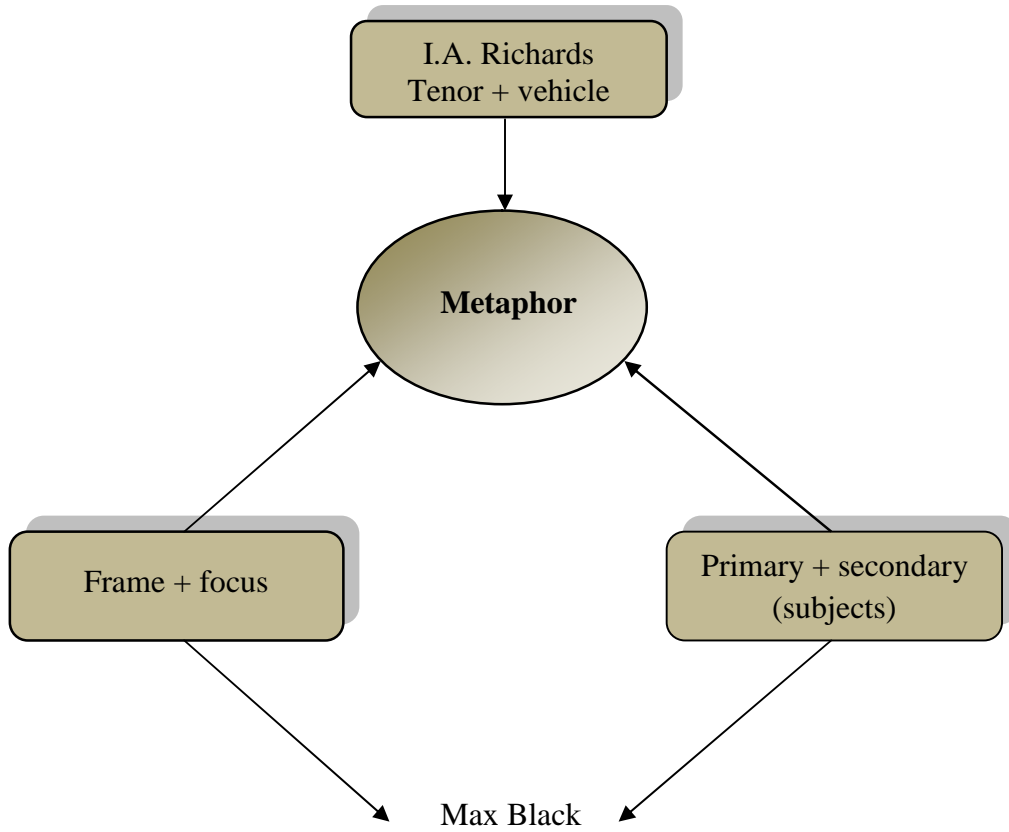 I.A. Richards
Tenor + vehicle
Metaphor
Frame + focus
Primary + secondary
(subjects)
Max Black